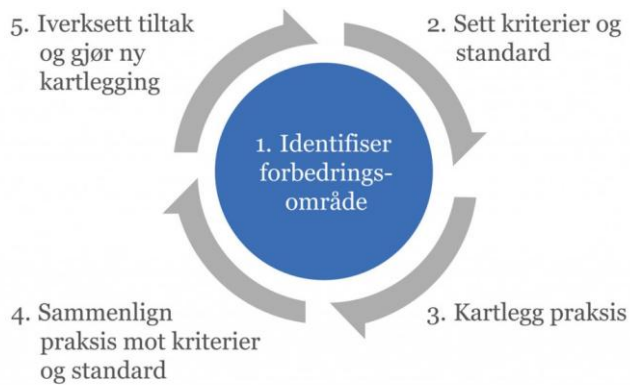 1. Identifiser
forbedrings-
område
2. Sett kriterier og
standard
3. Kartlegg praksis
4. Sammenlign
praksis mot kriterier
og standard
5. Iverksett tiltak
og gjør ny
kartlegging